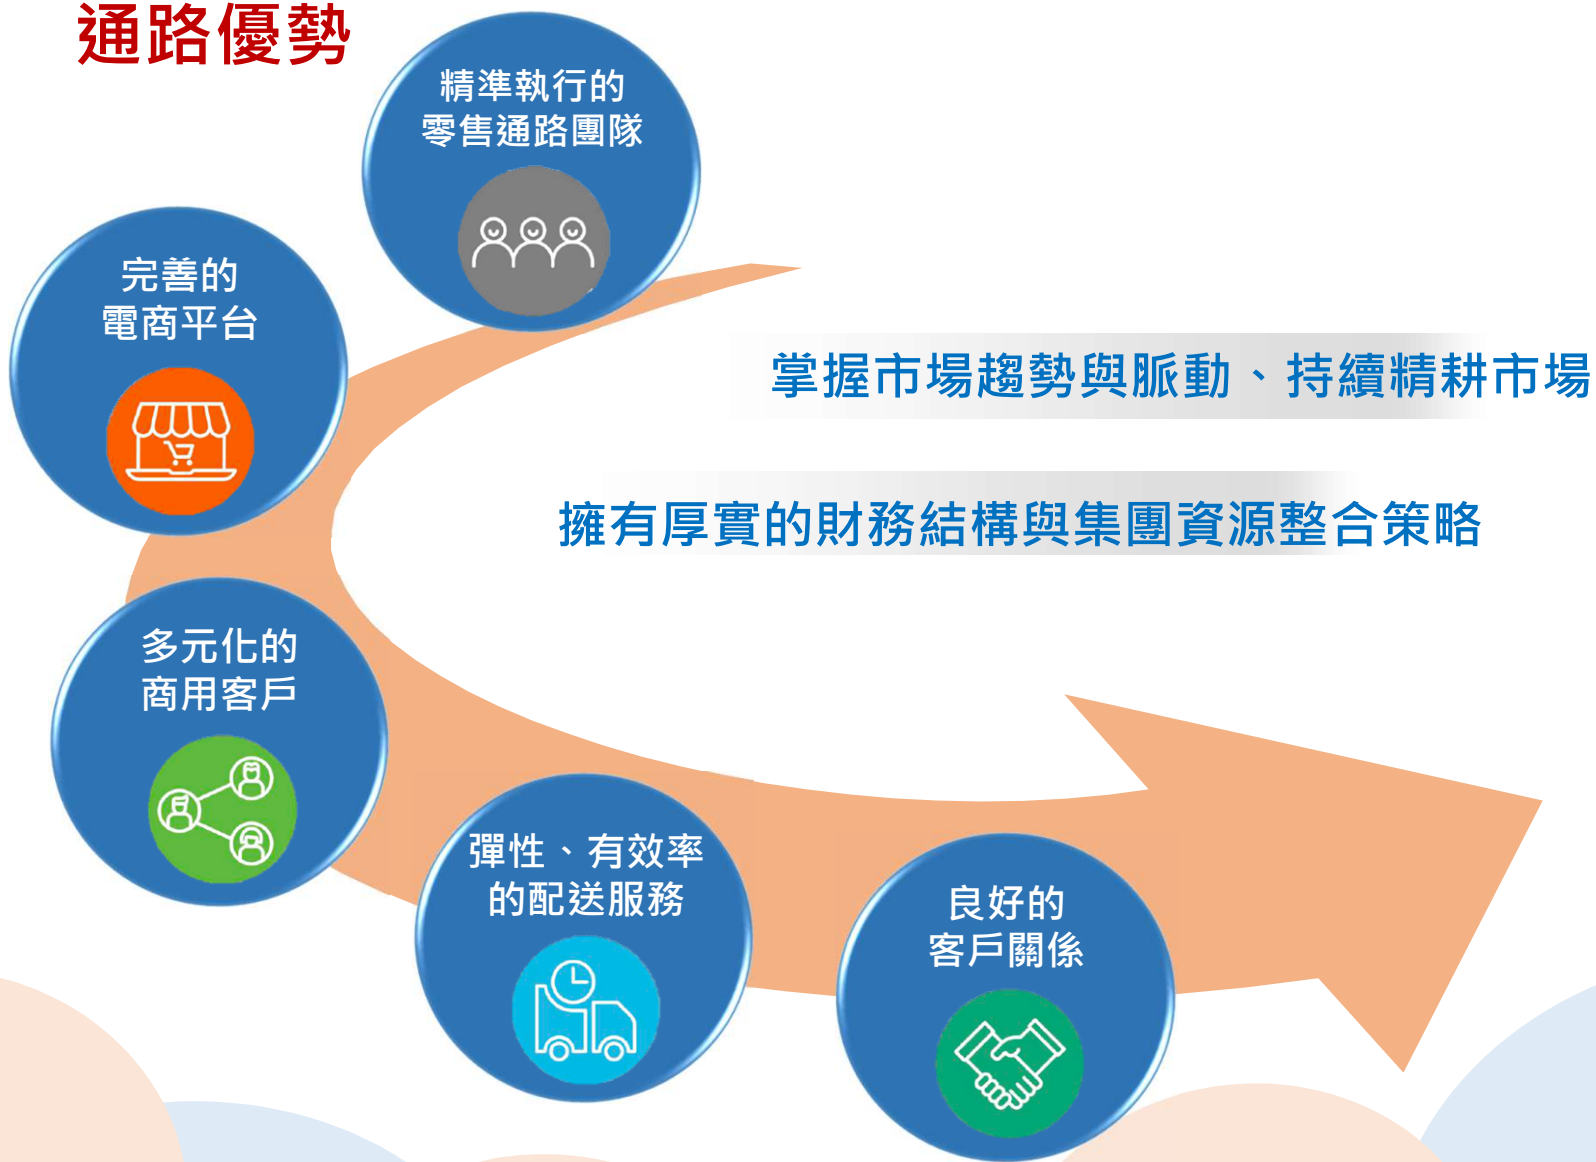 通路優勢
精準執行的
零售通路團隊
完善的
電商平台
掌握市場趨勢與脈動、持續精耕市場
擁有厚實的財務結構與集團資源整合策略
多元化的
商用客戶
彈性、有效率
的配送服務
良好的
客戶關係